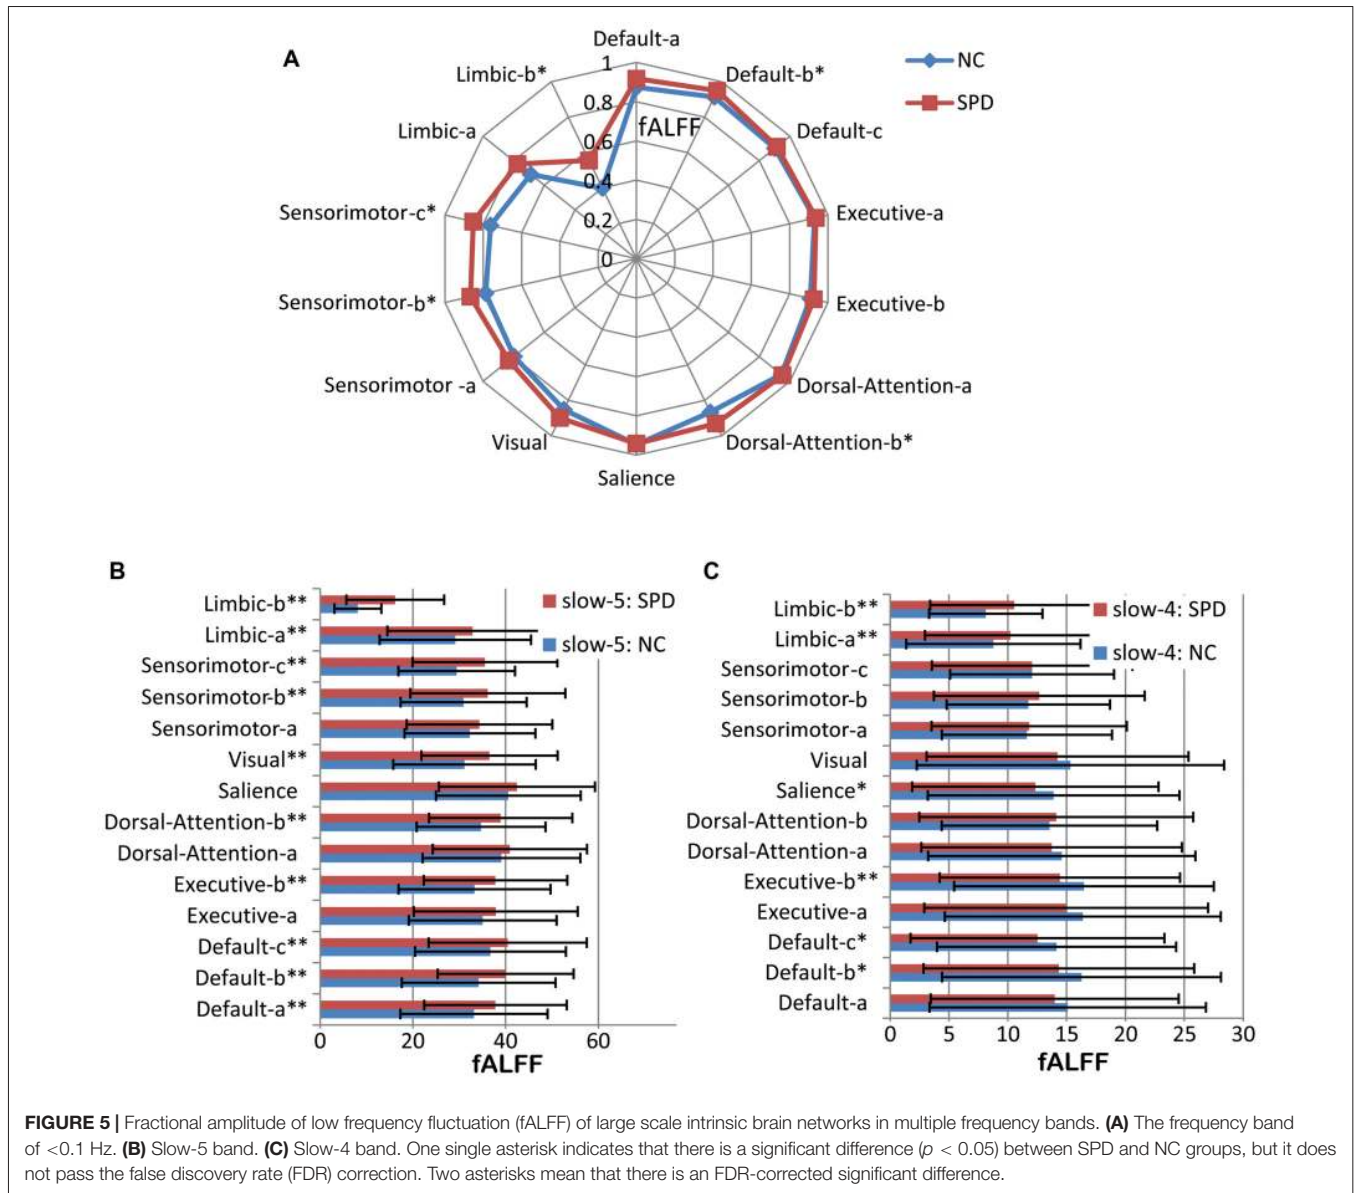 A
Default-a
Default-b*
Default-c
Executive-a
Executive-b
Dorsal-Attention-a
Dorsal-Attention-b*
Salience
Visual
Sensorimotor -a
Sensorimotor-b*
Sensorimotor-c*
Limbic-a
Limbic-b*
1
0.8
0.6
0.4
0.2
0
fALFF
NC
SPD
B
Limbic-b**
Limbic-a**
Sensorimotor-c**
Sensorimotor-b**
Sensorimotor-a
Visual**
Salience
Dorsal-Attention-b**
Dorsal-Attention-a
Executive-b**
Executive-a
Default-c**
Default-b**
Default-a**
0 20 40 60
fALFF
slow-5: SPD
slow-5: NC
C
Limbic-b**
Limbic-a**
Sensorimotor-c
Sensorimotor-b
Sensorimotor-a
Visual
Salience*
Dorsal-Attention-b
Dorsal-Attention-a
Executive-b**
Executive-a
Default-c*
Default-b*
Default-a
0 5 10 15 20 25 30
fALFF
slow-4: SPD
slow-4: NC
FIGURE 5 | Fractional amplitude of low frequency fluctuation (fALFF) of large scale intrinsic brain networks in multiple frequency bands. (A) The frequency band
of <0.1 Hz. (B) Slow-5 band. (C) Slow-4 band. One single asterisk indicates that there is a significant difference (p < 0.05) between SPD and NC groups, but it does
not pass the false discovery rate (FDR) correction. Two asterisks mean that there is an FDR-corrected significant difference.